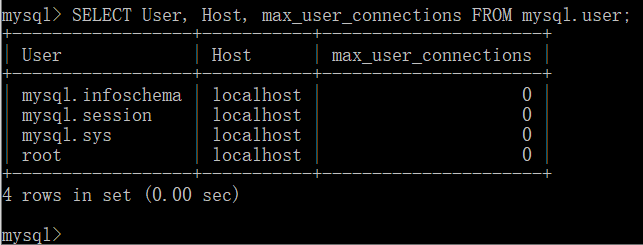 mysql> SELECT User, Host, max_user_connections FROM mysql.user;
+------------------+-----------+----------------------+
| User             | Host      | max_user_connections |
+------------------+-----------+----------------------+
| mysql.infoschema | localhost |                    0 |
| mysql.session    | localhost |                    0 |
| mysql.sys        | localhost |                    0 |
| root             | localhost |                    0 |
+------------------+-----------+----------------------+
4 rows in set (0.00 sec)
mysql>